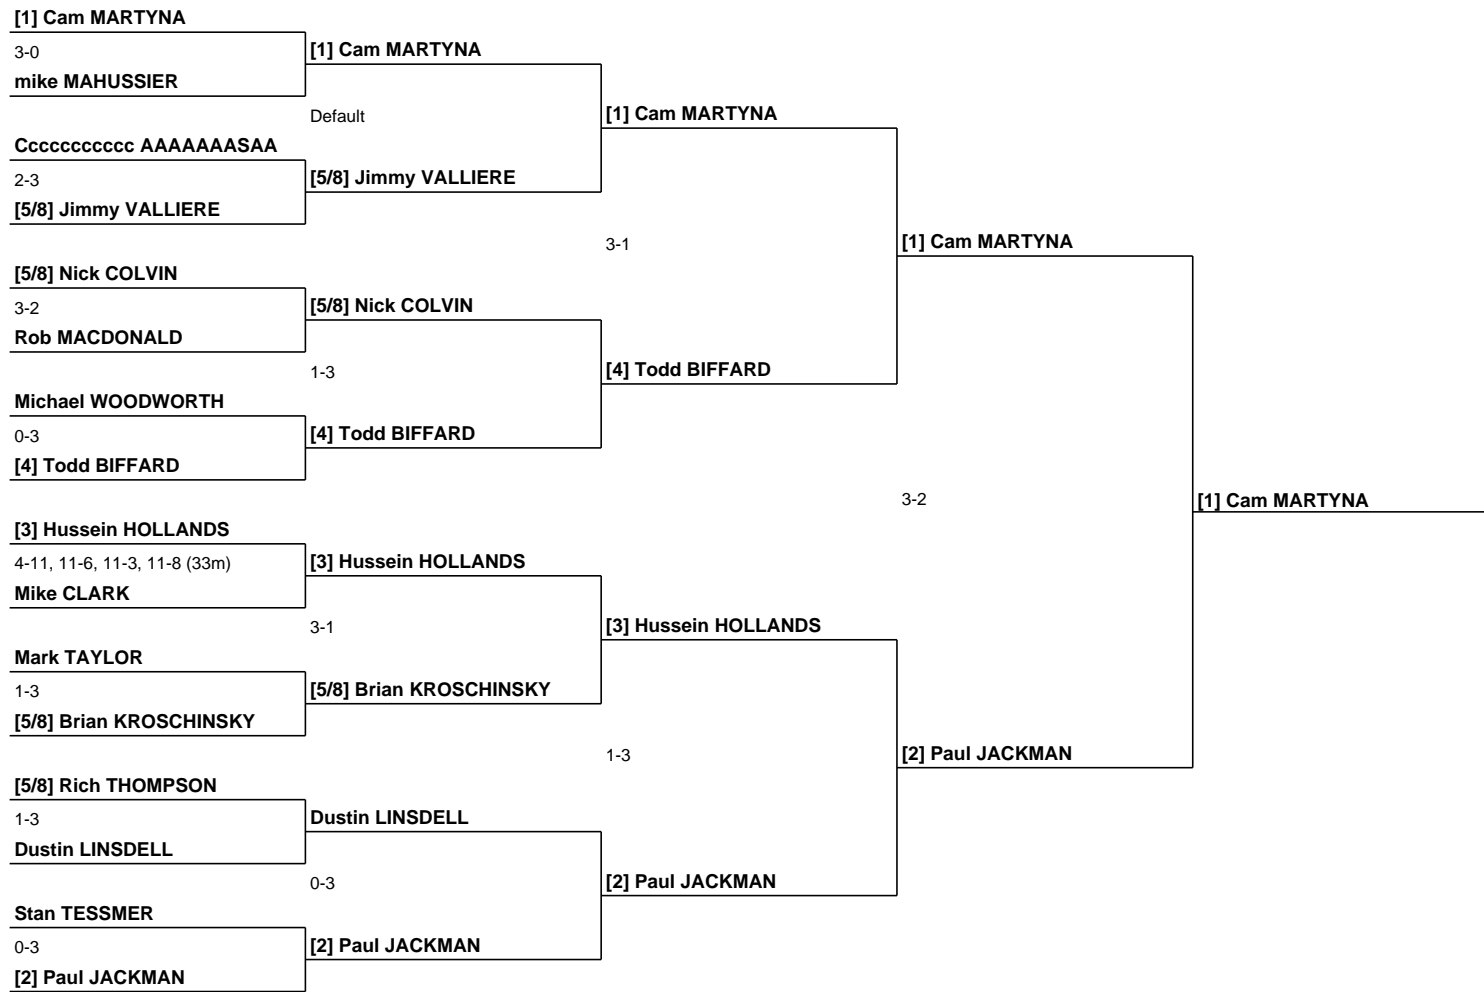 [1] Cam MARTYNA
3-0
mike MAHUSSIER
Cccccccccccc AAAAAAASAA
2-3
[5/8] Jimmy VALLIERE
[5/8] Nick COLVIN
3-2
Rob MACDONALD
Michael WOODWORTH
0-3
[4] Todd BIFFARD
[3] Hussein HOLLANDS
4-11, 11-6, 11-3, 11-8 (33m)
Mike CLARK
Mark TAYLOR
1-3
[5/8] Brian KROSCHINSKY
[5/8] Rich THOMPSON
1-3
Dustin LINSDELL
Stan TESSMER
0-3
[2] Paul JACKMAN
[1] Cam MARTYNA
Default
[5/8] Jimmy VALLIERE
[5/8] Nick COLVIN
1-3
[4] Todd BIFFARD
[3] Hussein HOLLANDS
3-1
[5/8] Brian KROSCHINSKY
Dustin LINSDELL
0-3
[2] Paul JACKMAN
[1] Cam MARTYNA
3-1
[4] Todd BIFFARD
[3] Hussein HOLLANDS
1-3
[2] Paul JACKMAN
[1] Cam MARTYNA
3-2
[2] Paul JACKMAN
[1] Cam MARTYNA